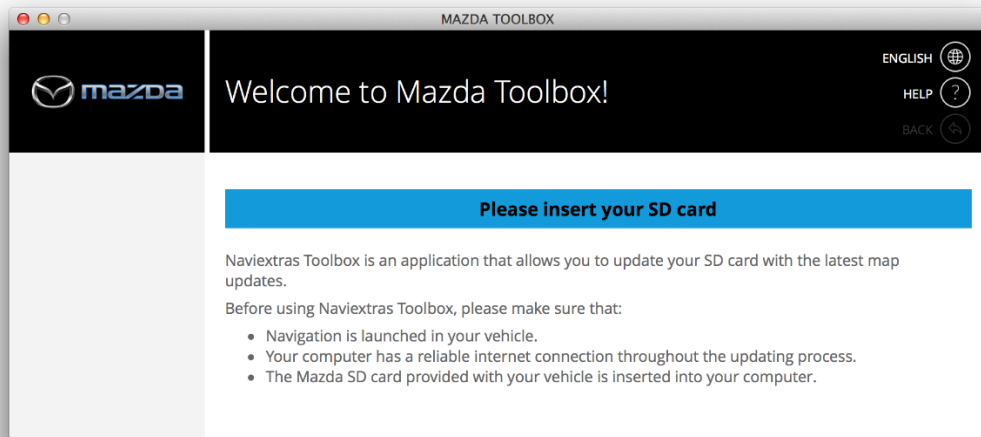 MAZDA TOOLBOX
mazda
Welcome to Mazda Toolbox!
ENGLISH
HELP ?
BACK
Please insert your SD card
Naviextras Toolbox is an application that allows you to update your SD card with the latest map
updates.
Before using Naviextras Toolbox, please make sure that:
• Navigation is launched in your vehicle.
• Your computer has a reliable internet connection throughout the updating process.
• The Mazda SD card provided with your vehicle is inserted into your computer.